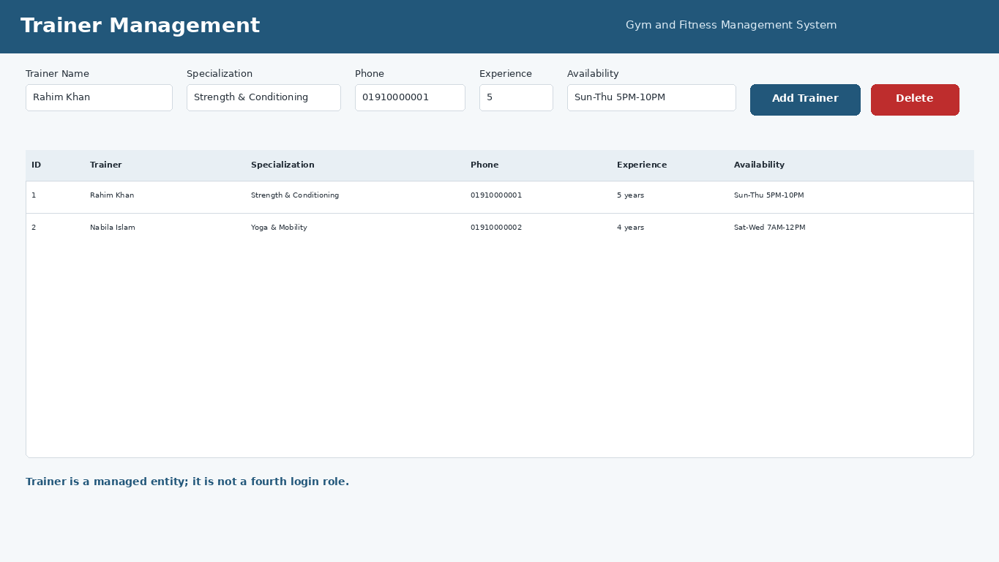 Trainer Management
Gym and Fitness Management System
Trainer Name Specialization Phone Experience Availability
Rahim Khan Strength & Conditioning 01910000001 5 Sun-Thu 5PM-10PM Add Trainer Delete
ID Trainer Specialization Phone Experience Availability
1 Rahim Khan Strength & Conditioning 01910000001 5 years Sun-Thu 5PM-10PM
2 Nabila Islam Yoga & Mobility 01910000002 4 years Sat-Wed 7AM-12PM
Trainer is a managed entity; it is not a fourth login role.